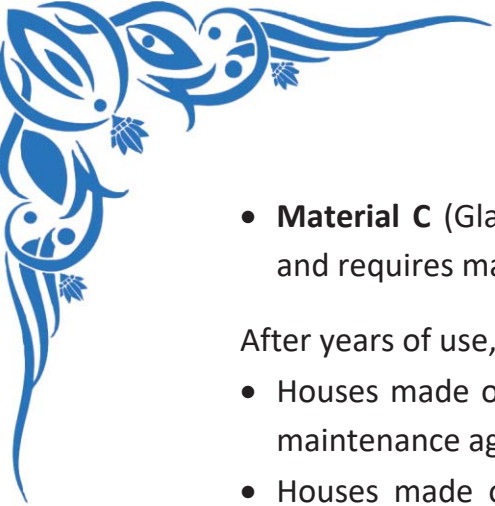 • Material C (Gla
and requires ma
After years of use,
• Houses made o
maintenance ag
• Houses made o